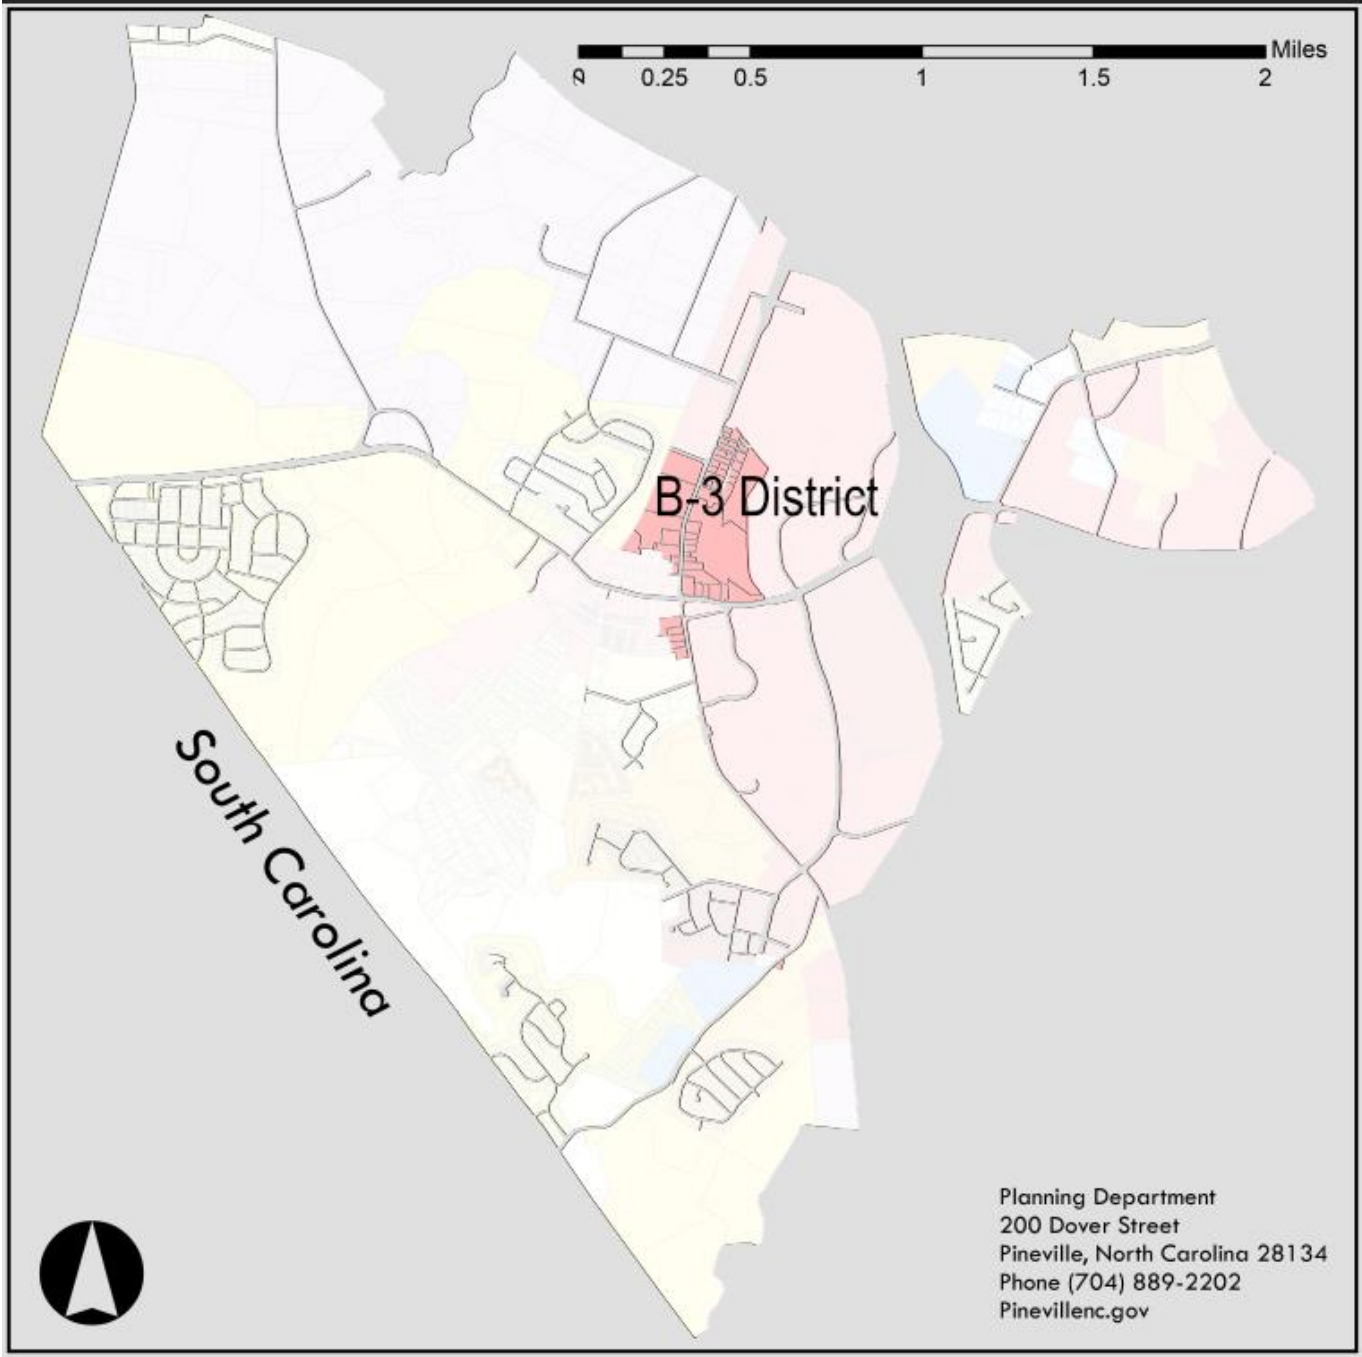 Miles
0 0.25 0.5 1 1.5 2
B-3 District
South Carolina
Planning Department
200 Dover Street
Pineville, North Carolina 28134
Phone (704) 889-2202
Pinevillenc.gov